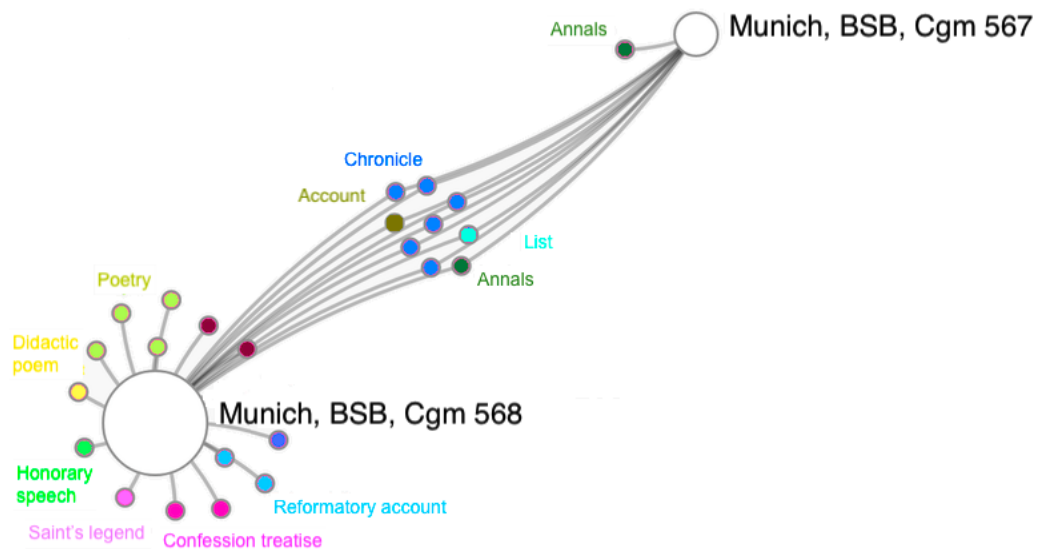 Annals
Munich, BSB, Cgm 567
Chronicle
Account
List
Annals
Poetry
Didactic
poem
Munich, BSB, Cgm 568
Honorary
speech
Reformatory account
Saint's legend
Confession treatise